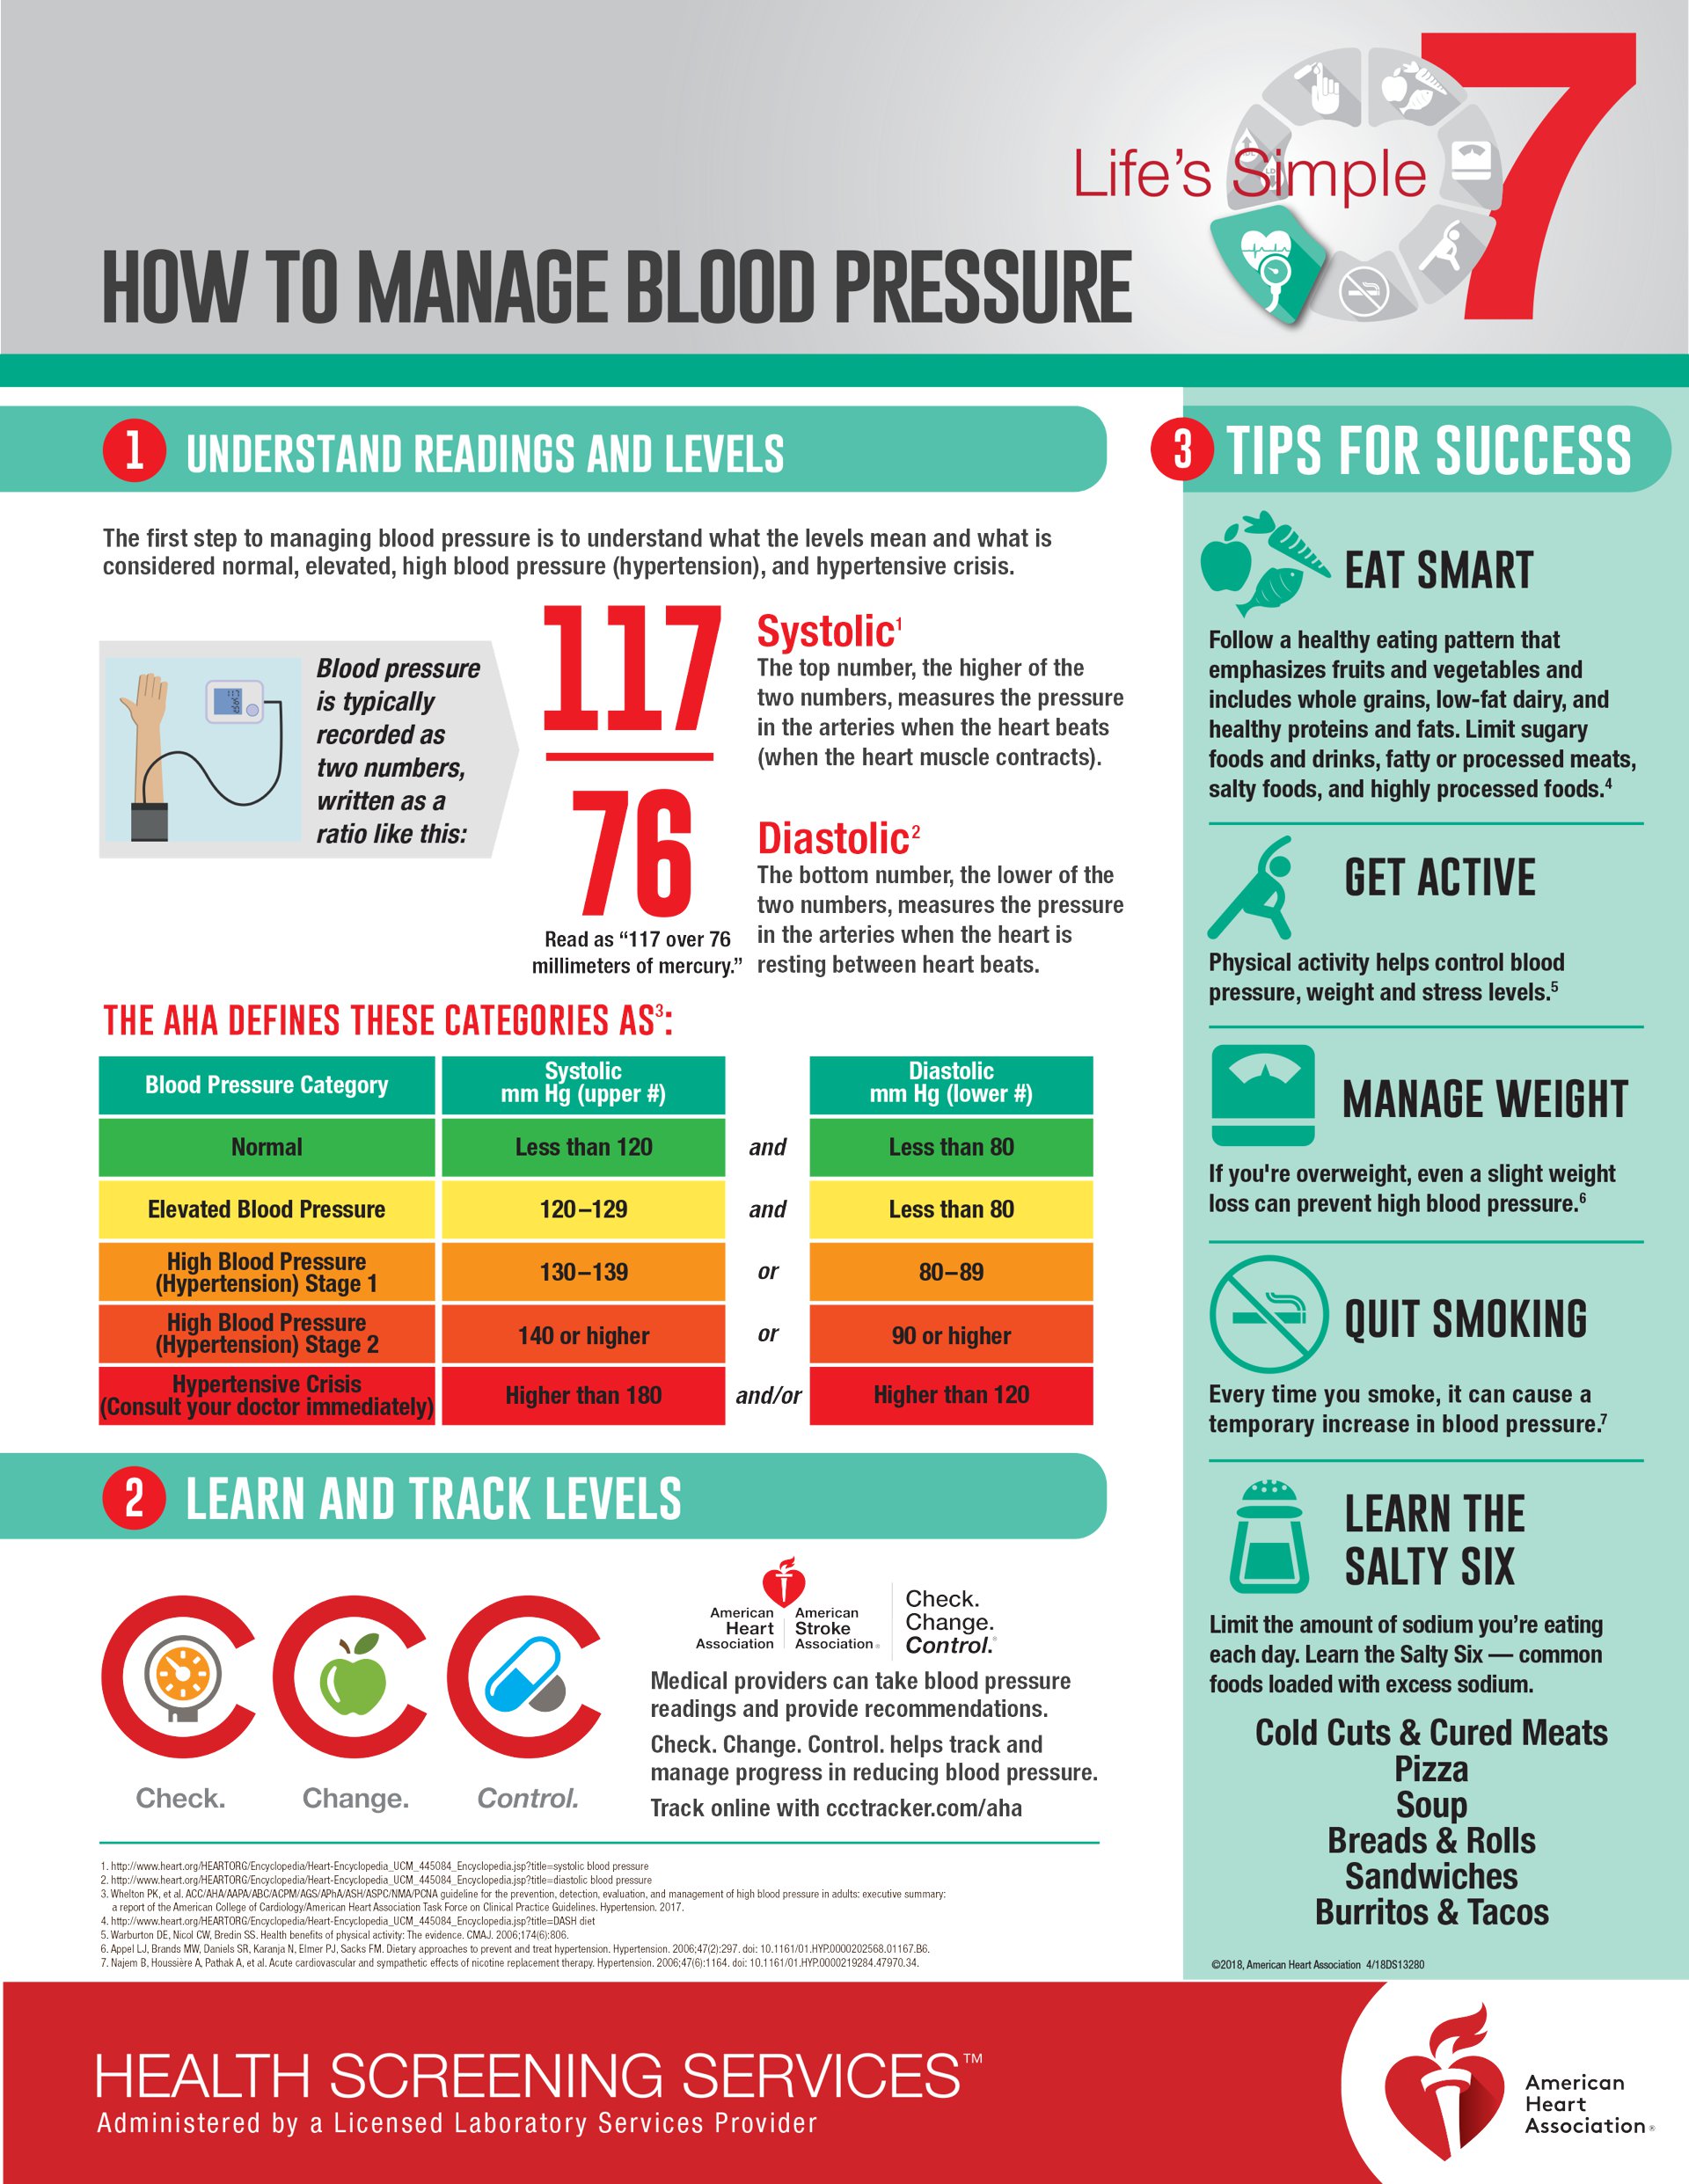 Life's Simple 7
HOW TO MANAGE BLOOD PRESSURE
1 UNDERSTAND READINGS AND LEVELS
The first step to managing blood pressure is to understand what the levels mean and what is
considered normal, elevated, high blood pressure (hypertension), and hypertensive crisis.
Blood pressure
is typically
recorded as
two numbers,
written as a
ratio like this:
117
76
Read as “117 over 76
millimeters of mercury.”
Systolic1
The top number, the higher of the
two numbers, measures the pressure
in the arteries when the heart beats
(when the heart muscle contracts).
Diastolic2
The bottom number, the lower of the
two numbers, measures the pressure
in the arteries when the heart is
resting between heart beats.
THE AHA DEFINES THESE CATEGORIES AS3:
Blood Pressure Category
Systolic
mm Hg (upper #)
Diastolic
mm Hg (lower #)
Normal Less than 120 and Less than 80
Elevated Blood Pressure 120–129 and Less than 80
High Blood Pressure
(Hypertension) Stage 1
130–139 or 80–89
High Blood Pressure
(Hypertension) Stage 2
140 or higher or 90 or higher
Hypertensive Crisis
(Consult your doctor immediately)
Higher than 180 and/or Higher than 120
2 LEARN AND TRACK LEVELS
Check. Change. Control.
American
Heart
Association
American
Stroke
Association®
Check.
Change.
Control.®
Medical providers can take blood pressure
readings and provide recommendations.
Check. Change. Control. helps track and
manage progress in reducing blood pressure.
Track online with ccctracker.com/aha
1. http://www.heart.org/HEARTORG/Encyclopedia/Heart-Encyclopedia_UCM_445084_Encyclopedia.jsp?title=systolic blood pressure
2. http://www.heart.org/HEARTORG/Encyclopedia/Heart-Encyclopedia_UCM_445084_Encyclopedia.jsp?title=diastolic blood pressure
3. Whelton PK, et al. ACC/AHA/AAPA/ABC/ACPM/AGS/APhA/ASH/ASPC/NMA/PCNA guideline for the prevention, detection, evaluation, and management of high blood pressure in adults: executive summary:
a report of the American College of Cardiology/American Heart Association Task Force on Clinical Practice Guidelines. Hypertension. 2017.
4. http://www.heart.org/HEARTORG/Encyclopedia/Heart-Encyclopedia_UCM_445084_Encyclopedia.jsp?title=DASH diet
5. Warburton DE, Nicol CW, Bredin SS. Health benefits of physical activity: The evidence. CMAJ. 2006;174(6):806.
6. Appel LJ, Brands MW, Daniels SR, Karanja N, Elmer PJ, Sacks FM. Dietary approaches to prevent and treat hypertension. Hypertension. 2006;47(2):297. doi: 10.1161/01.HYP.0000202568.01167.B6.
7. Najem B, Houssière A, Pathak A, et al. Acute cardiovascular and sympathetic effects of nicotine replacement therapy. Hypertension. 2006;47(6):1164. doi: 10.1161/01.HYP.0000219284.47970.34.
3 TIPS FOR SUCCESS
EAT SMART
Follow a healthy eating pattern that
emphasizes fruits and vegetables and
includes whole grains, low-fat dairy, and
healthy proteins and fats. Limit sugary
foods and drinks, fatty or processed meats,
salty foods, and highly processed foods.4
GET ACTIVE
Physical activity helps control blood
pressure, weight and stress levels.5
MANAGE WEIGHT
If you're overweight, even a slight weight
loss can prevent high blood pressure.6
QUIT SMOKING
Every time you smoke, it can cause a
temporary increase in blood pressure.7
LEARN THE
SALTY SIX
Limit the amount of sodium you’re eating
each day. Learn the Salty Six — common
foods loaded with excess sodium.
Cold Cuts & Cured Meats
Pizza
Soup
Breads & Rolls
Sandwiches
Burritos & Tacos
©2018, American Heart Association 4/18DS13280
HEALTH SCREENING SERVICES™
Administered by a Licensed Laboratory Services Provider
American
Heart
Association®